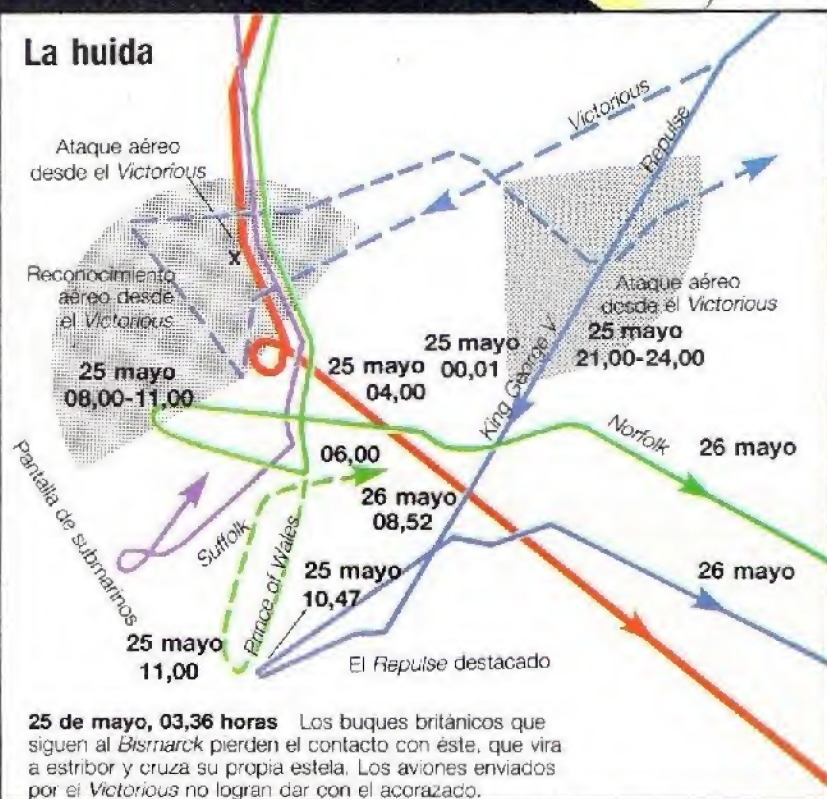 La huida
Victorious
Repulse
Ataque aéreo
desde el Victorious
x
Reconocimiento
aéreo desde
el Victorious
25 mayo
08,00-11,00
Ataque aéreo
desde el Victorious
25 mayo
21,00-24,00
25 mayo
00,01
25 mayo
04,00
King George V
Norfolk
26 mayo
06,00
26 mayo
08,52
Pantalla de submarinos
Suffolk
Prince of Wales
25 mayo
10,47
26 mayo
25 mayo
11,00
El Repulse destacado
25 de mayo, 03,36 horas Los buques británicos que
siguen al Bismarck pierden el contacto con éste, que vira
a estribor y cruza su propia estela. Los aviones enviados
por el Victorious no logran dar con el acorazado.